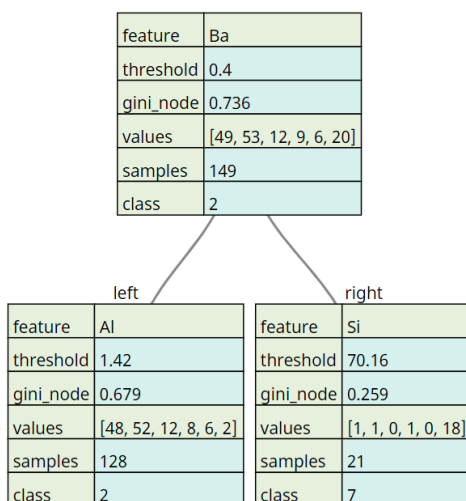 feature Ba
threshold 0.4
gini_node 0.736
values [49, 53, 12, 9, 6, 20]
samples 149
class 2
left
feature Al
threshold 1.42
gini_node 0.679
values [48, 52, 12, 8, 6, 2]
samples 128
class 2
right
feature Si
threshold 70.16
gini_node 0.259
values [1, 1, 0, 1, 0, 18]
samples 21
class 7